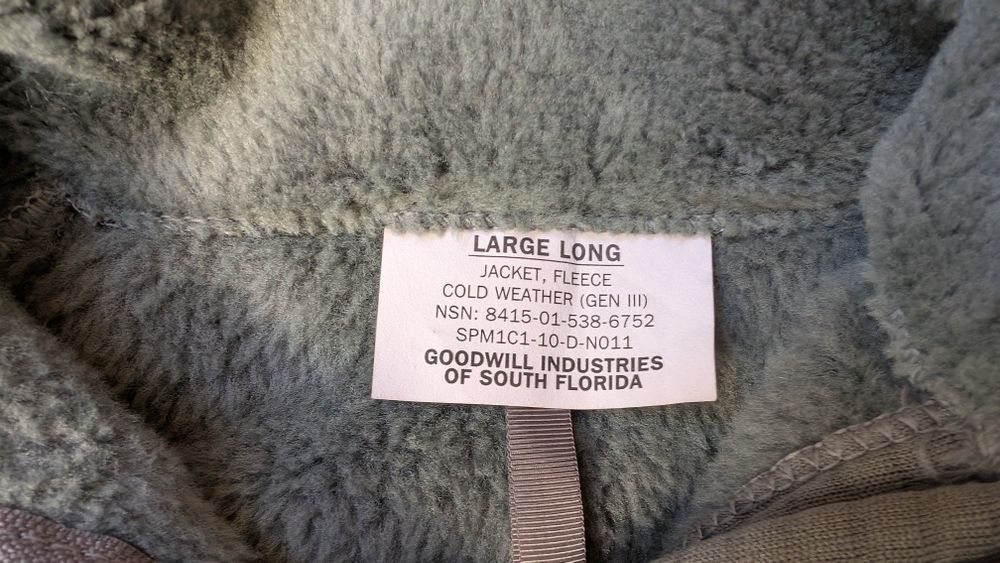 LARGE LONG
JACKET, FLEECE
COLD WEATHER (GEN III)
NSN: 8415-01-538-6752
SPM1C1-10-D-N011
GOODWILL INDUSTRIES
OF SOUTH FLORIDA